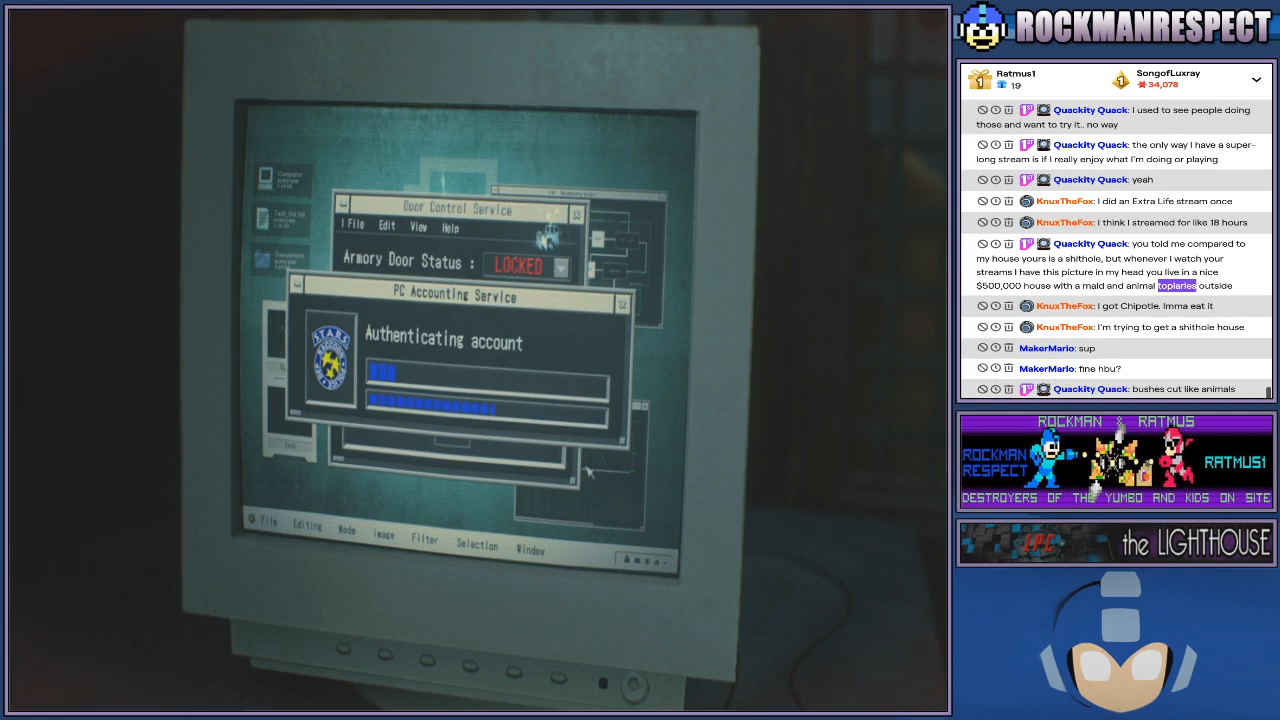 Door Control Service
File Edit View Help
Armory Door Status : LOCKED
PC Accounting Service
Authenticating account
S.T.A.R.S.
File Editing Mode Image Filter Selection Window
ROCKMANRESPECT
Ratmus1
19
SongofLuxray
34,078
Quackity Quack: I used to see people doing
those and want to try it.. no way
Quackity Quack: the only way I have a super-
long stream is if I really enjoy what I'm doing or playing
Quackity Quack: yeah
KnuxTheFox: I did an Extra Life stream once
KnuxTheFox: I think I streamed for like 18 hours
Quackity Quack: you told me compared to
my house yours is a shithole, but whenever I watch your
streams I have this picture in my head you live in a nice
$500,000 house with a maid and animal topiaries outside
KnuxTheFox: I got Chipotle. Imma eat it
KnuxTheFox: I'm trying to get a shithole house
MakerMario: sup
MakerMario: fine hbu?
Quackity Quack: bushes cut like animals
ROCKMAN & RATMUS
ROCKMAN
RESPECT
RATMUS1
DESTROYERS OF THE YUMBO AND KIDS ON SITE
LPC the LIGHTHOUSE